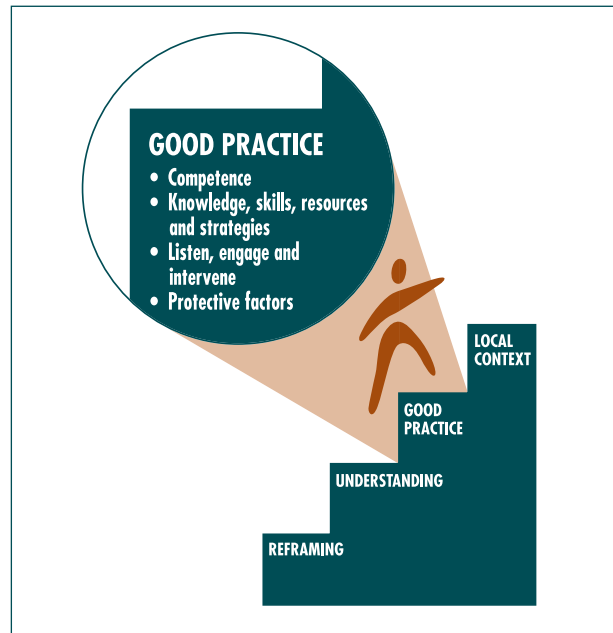 GOOD PRACTICE
• Competence
• Knowledge, skills, resources
and strategies
• Listen, engage and
intervene
• Protective factors
LOCAL
CONTEXT
GOOD
PRACTICE
UNDERSTANDING
REFRAMING